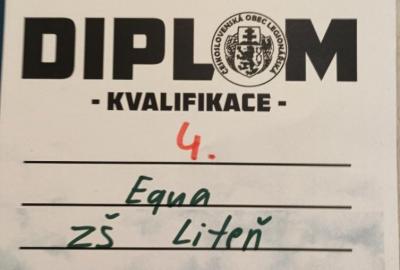 DIPLOM
ČESKOSLOVENSKÁ OBEC LEGIONÁŘSKÁ
- KVALIFIKACE -
4.
Equa
ZŠ Liteň